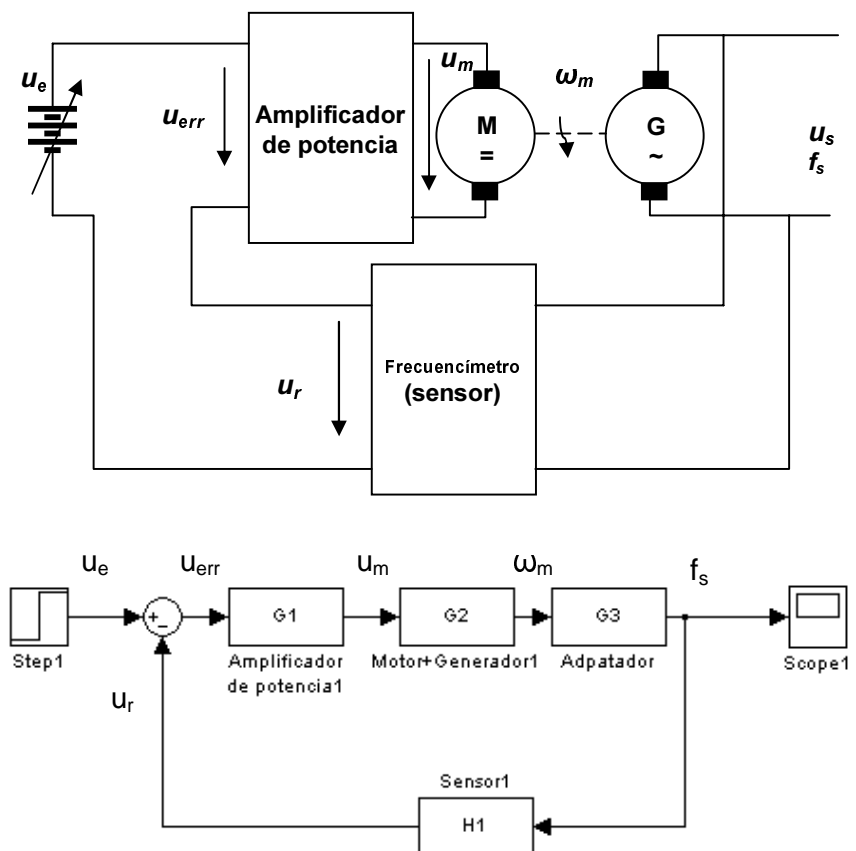 u_e
u_err
Amplificador
de potencia
u_m
M
=
ω_m
G
~
u_s
f_s
u_r
Frecuencímetro
(sensor)
u_e
u_err
u_m
ω_m
f_s
+
−
G1
G2
G3
Step1
Amplificador
de potencia1
Motor+Generador1
Adpatador
Scope1
u_r
Sensor1
H1